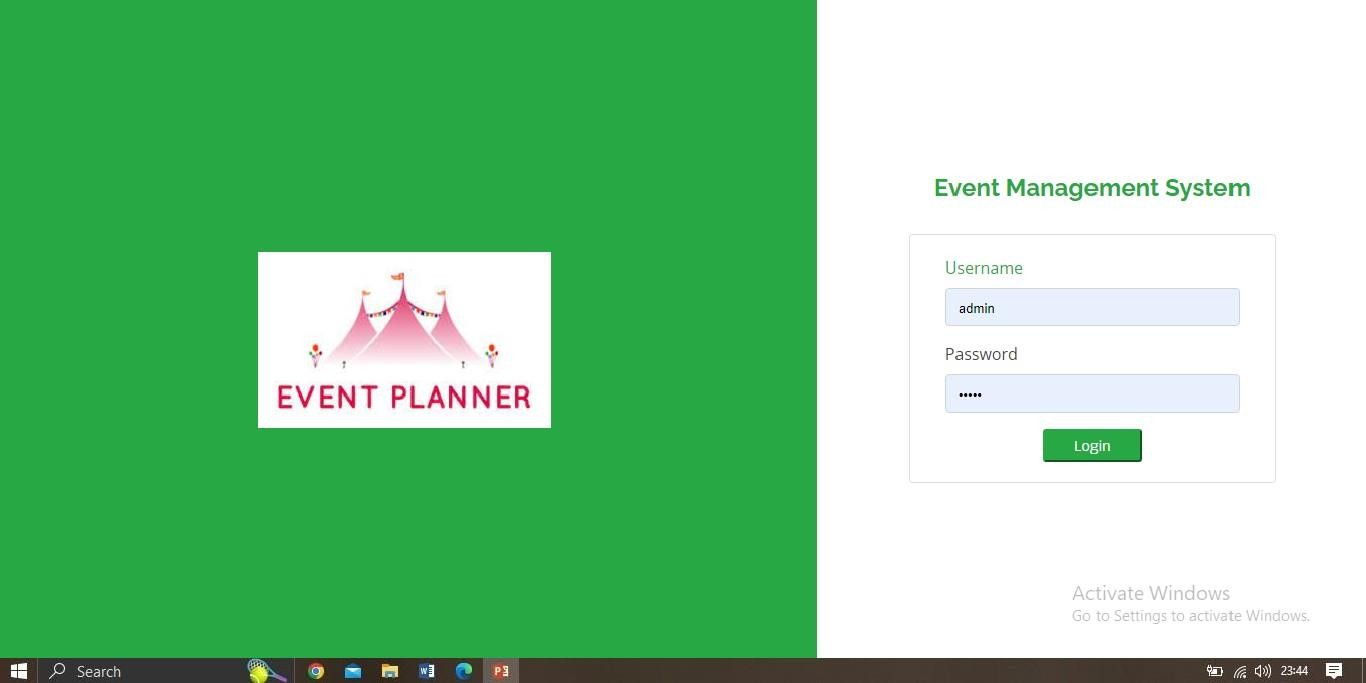 Event Management System
EVENT PLANNER
Username
admin
Password
•••••
Login
Activate Windows
Go to Settings to activate Windows.
Search
23:44